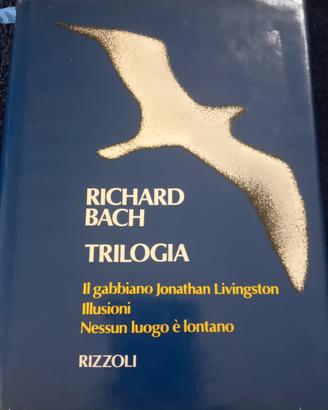 RICHARD
BACH
TRILOGIA
Il gabbiano Jonathan Livingston
Illusioni
Nessun luogo è lontano
RIZZOLI